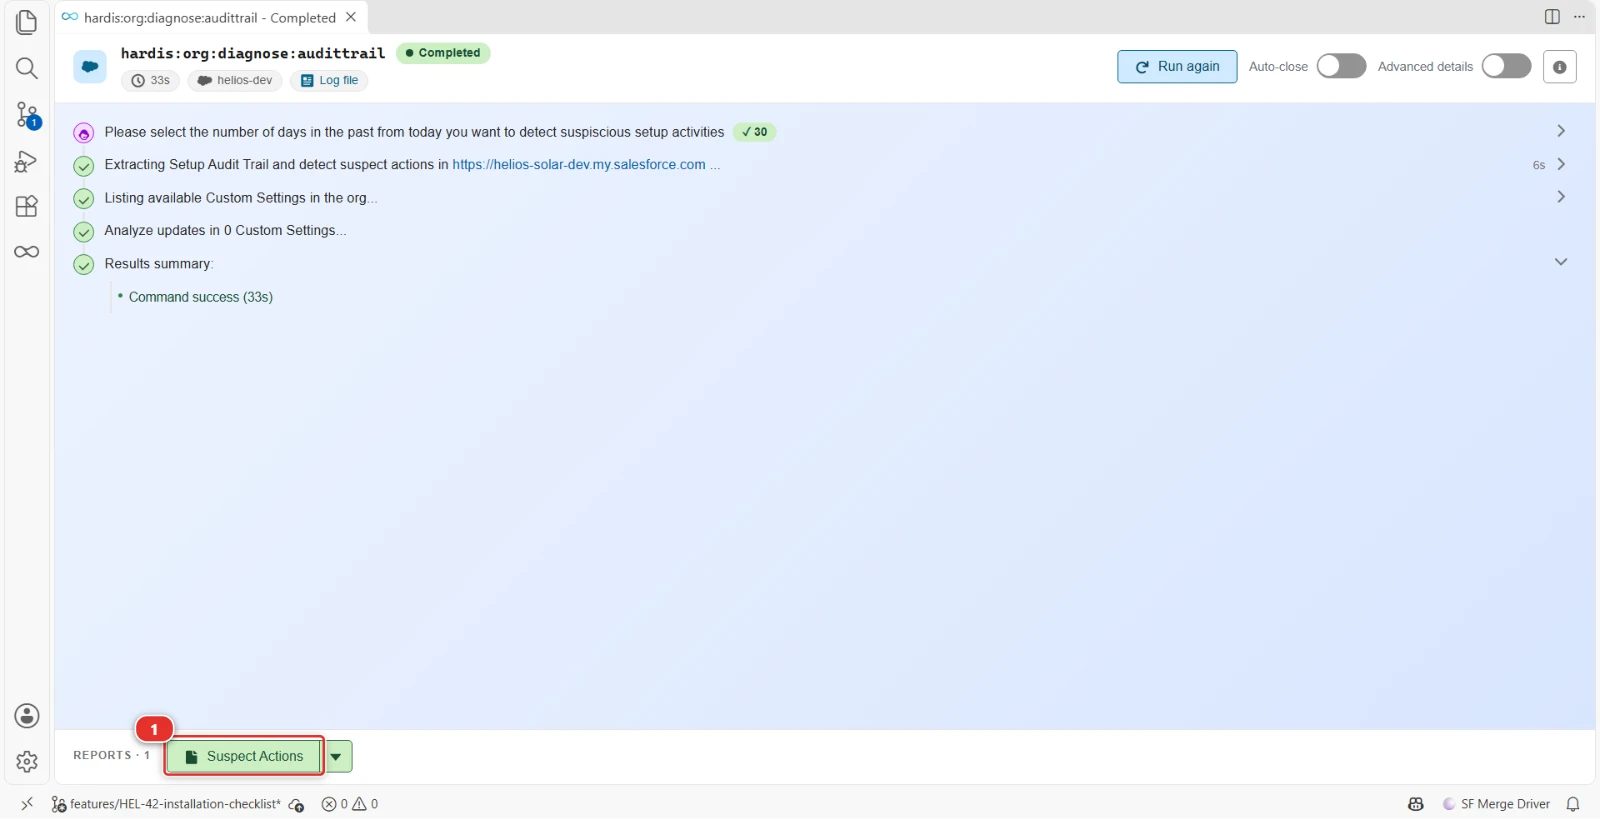 hardis:org:diagnose:audittrail - Completed
hardis:org:diagnose:audittrail
Completed
33s
helios-dev
Log file
Run again
Auto-close
Advanced details
Please select the number of days in the past from today you want to detect suspiscious setup activities
30
Extracting Setup Audit Trail and detect suspect actions in https://helios-solar-dev.my.salesforce.com ...
6s
Listing available Custom Settings in the org...
Analyze updates in 0 Custom Settings...
Results summary:
• Command success (33s)
1
1
REPORTS · 1
Suspect Actions
features/HEL-42-installation-checklist*
0
0
SF Merge Driver